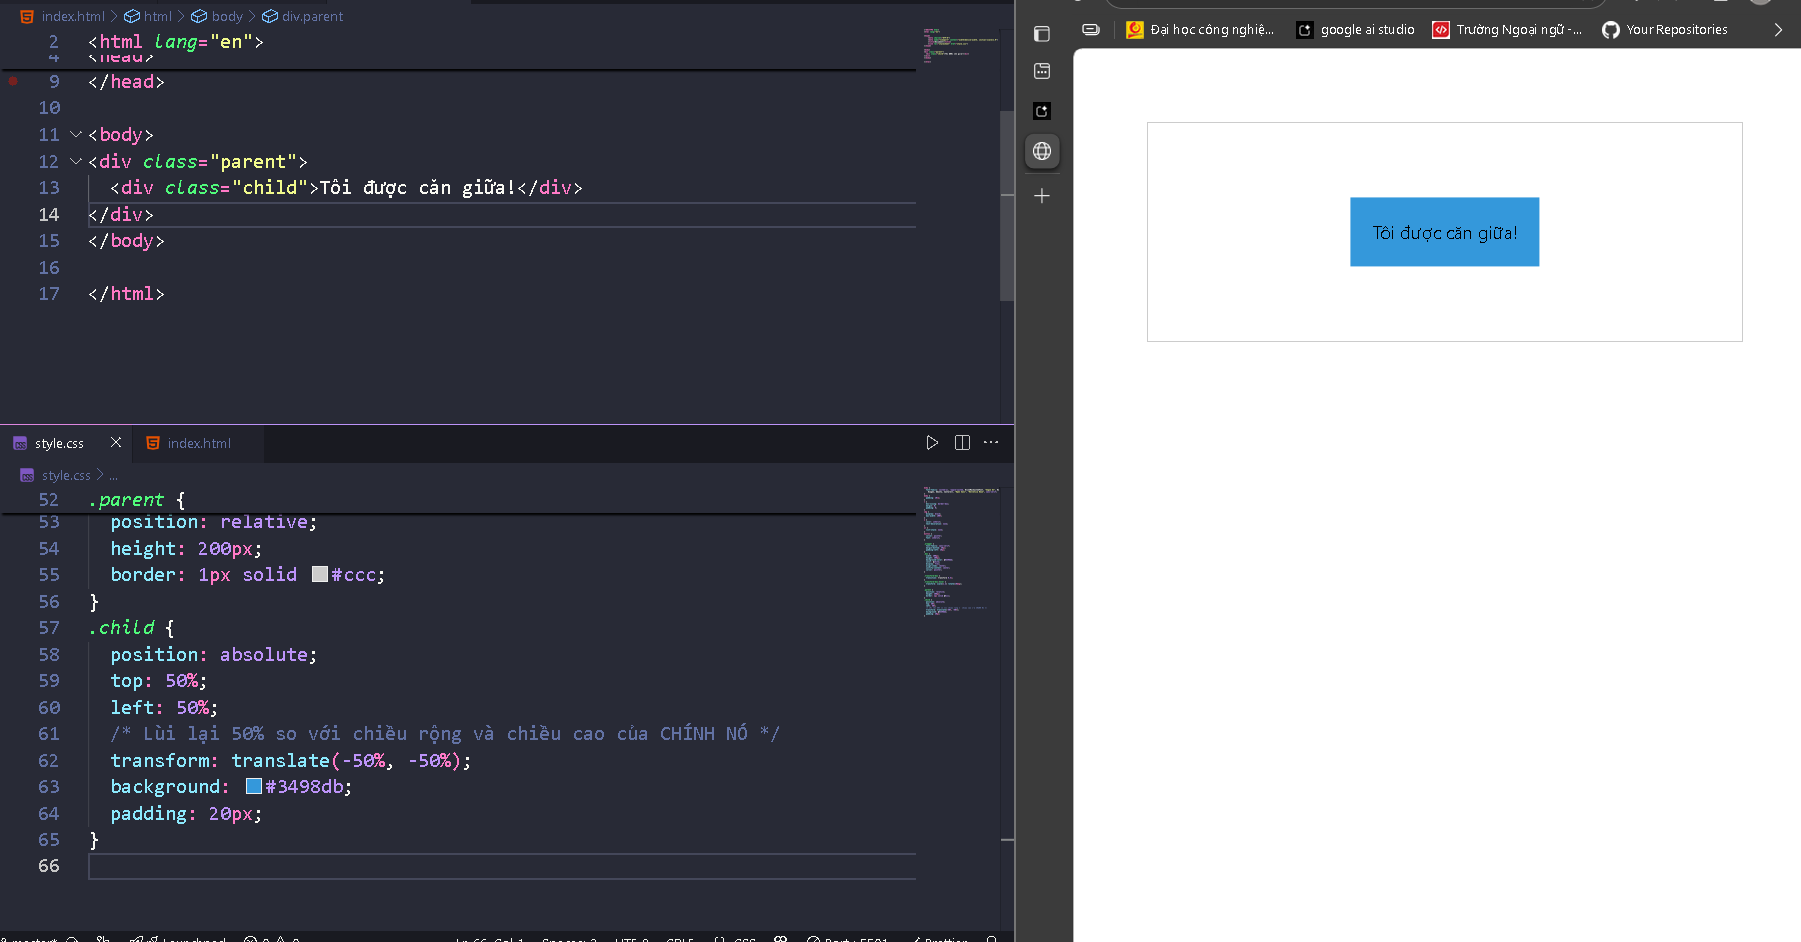 index.html > html > body > div.parent
2 <html lang="en">
4 <head>
9 </head>
10
11 <body>
12 <div class="parent">
13 <div class="child">Tôi được căn giữa!</div>
14 </div>
15 </body>
16
17 </html>
style.css index.html
style.css > ...
52 .parent {
53 position: relative;
54 height: 200px;
55 border: 1px solid #ccc;
56 }
57 .child {
58 position: absolute;
59 top: 50%;
60 left: 50%;
61 /* Lùi lại 50% so với chiều rộng và chiều cao của CHÍNH NÓ */
62 transform: translate(-50%, -50%);
63 background: #3498db;
64 padding: 20px;
65 }
66
Đại học công nghiệ... google ai studio Trường Ngoại ngữ -... Your Repositories
Tôi được căn giữa!